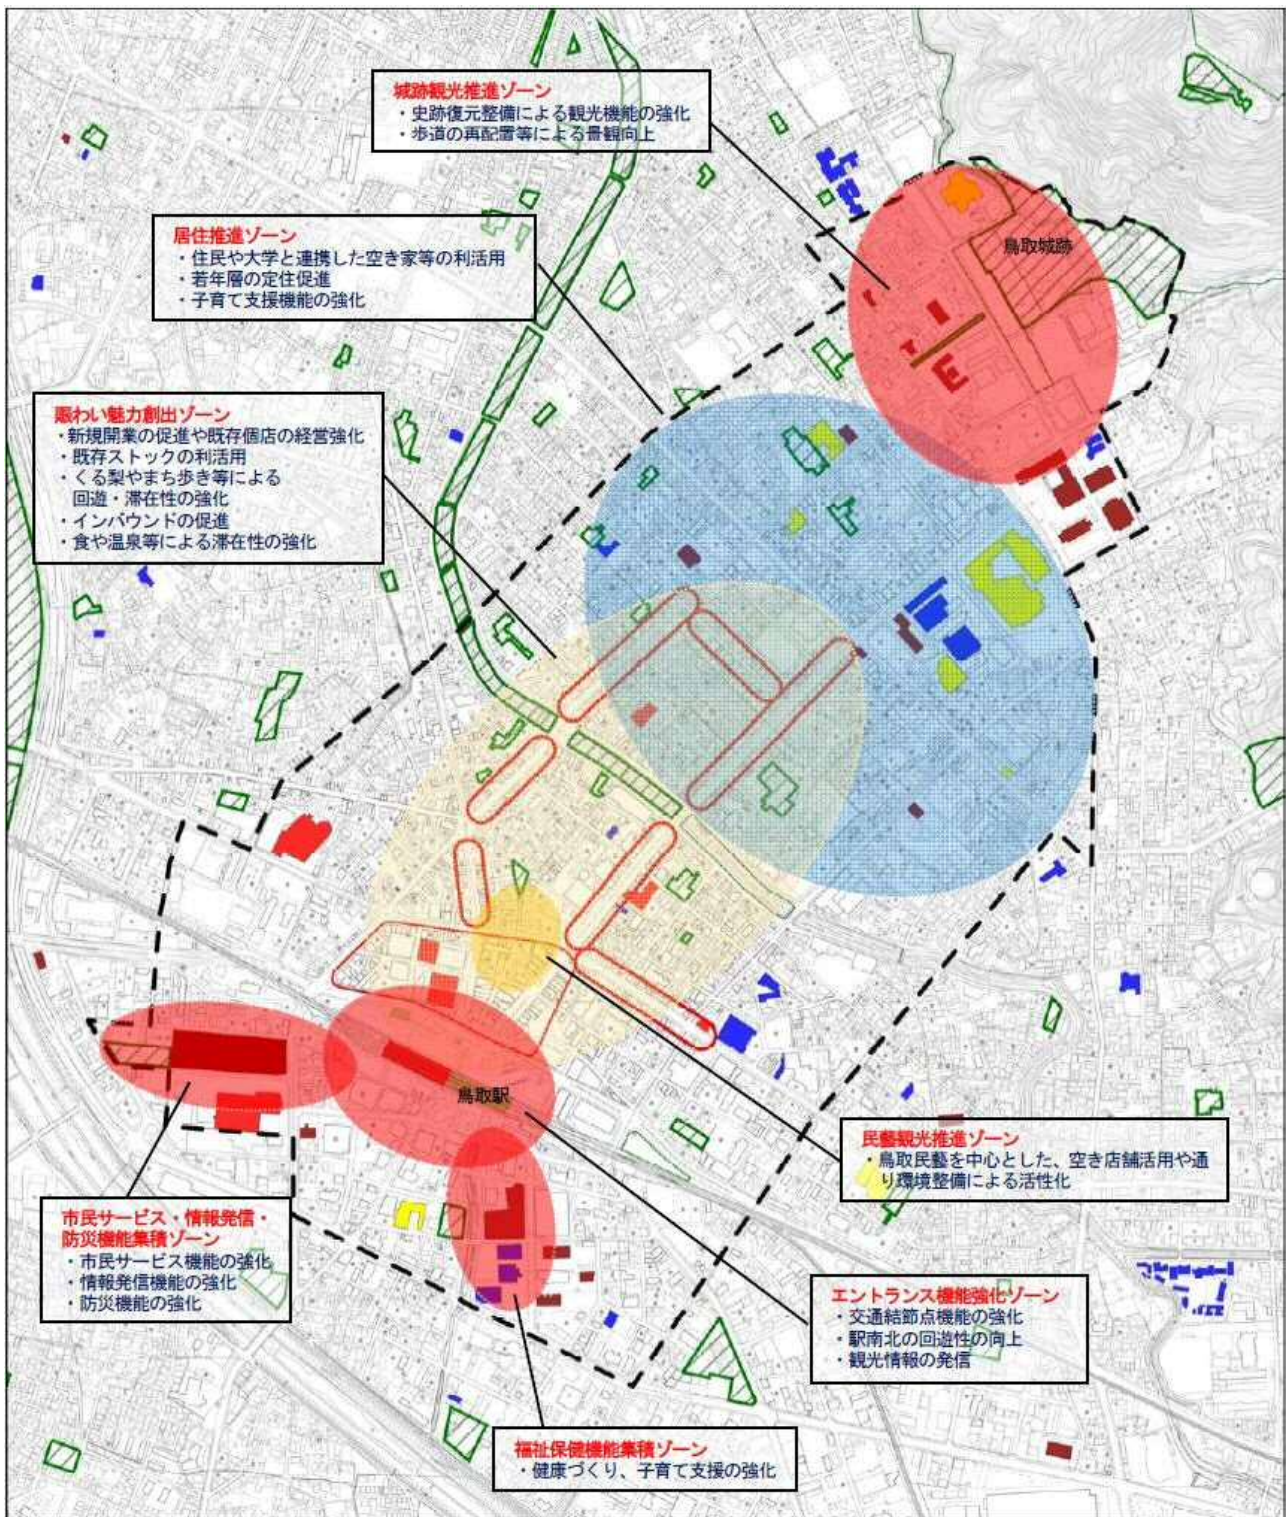 城跡観光推進ゾーン
・史跡復元整備による観光機能の強化
・歩道の再配置等による景観向上
鳥取城跡
居住推進ゾーン
・住民や大学と連携した空き家等の利活用
・若年層の定住促進
・子育て支援機能の強化
賑わい魅力創出ゾーン
・新規開業の促進や既存個店の経営強化
・既存ストックの利活用
・くる梨やまち歩き等による
回遊・滞在性の強化
・インバウンドの促進
・食や温泉等による滞在性の強化
鳥取駅
民藝観光推進ゾーン
・鳥取民藝を中心とした、空き店舗活用や通
り環境整備による活性化
市民サービス・情報発信・
防災機能集積ゾーン
・市民サービス機能の強化
・情報発信機能の強化
・防災機能の強化
エントランス機能強化ゾーン
・交通結節点機能の強化
・駅南北の回遊性の向上
・観光情報の発信
福祉保健機能集積ゾーン
・健康づくり、子育て支援の強化